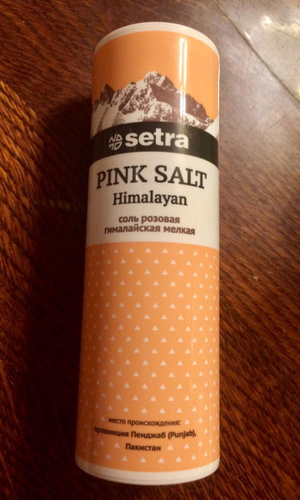 setra
PINK SALT
Himalayan
соль розовая
гималайская мелкая
место происхождения:
провинция Пенджаб (Punjab),
Пакистан